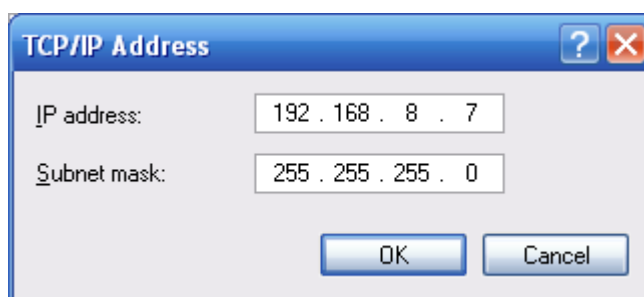 TCP/IP Address
?
IP address: 192 . 168 . 8 . 7
Subnet mask: 255 . 255 . 255 . 0
OK Cancel